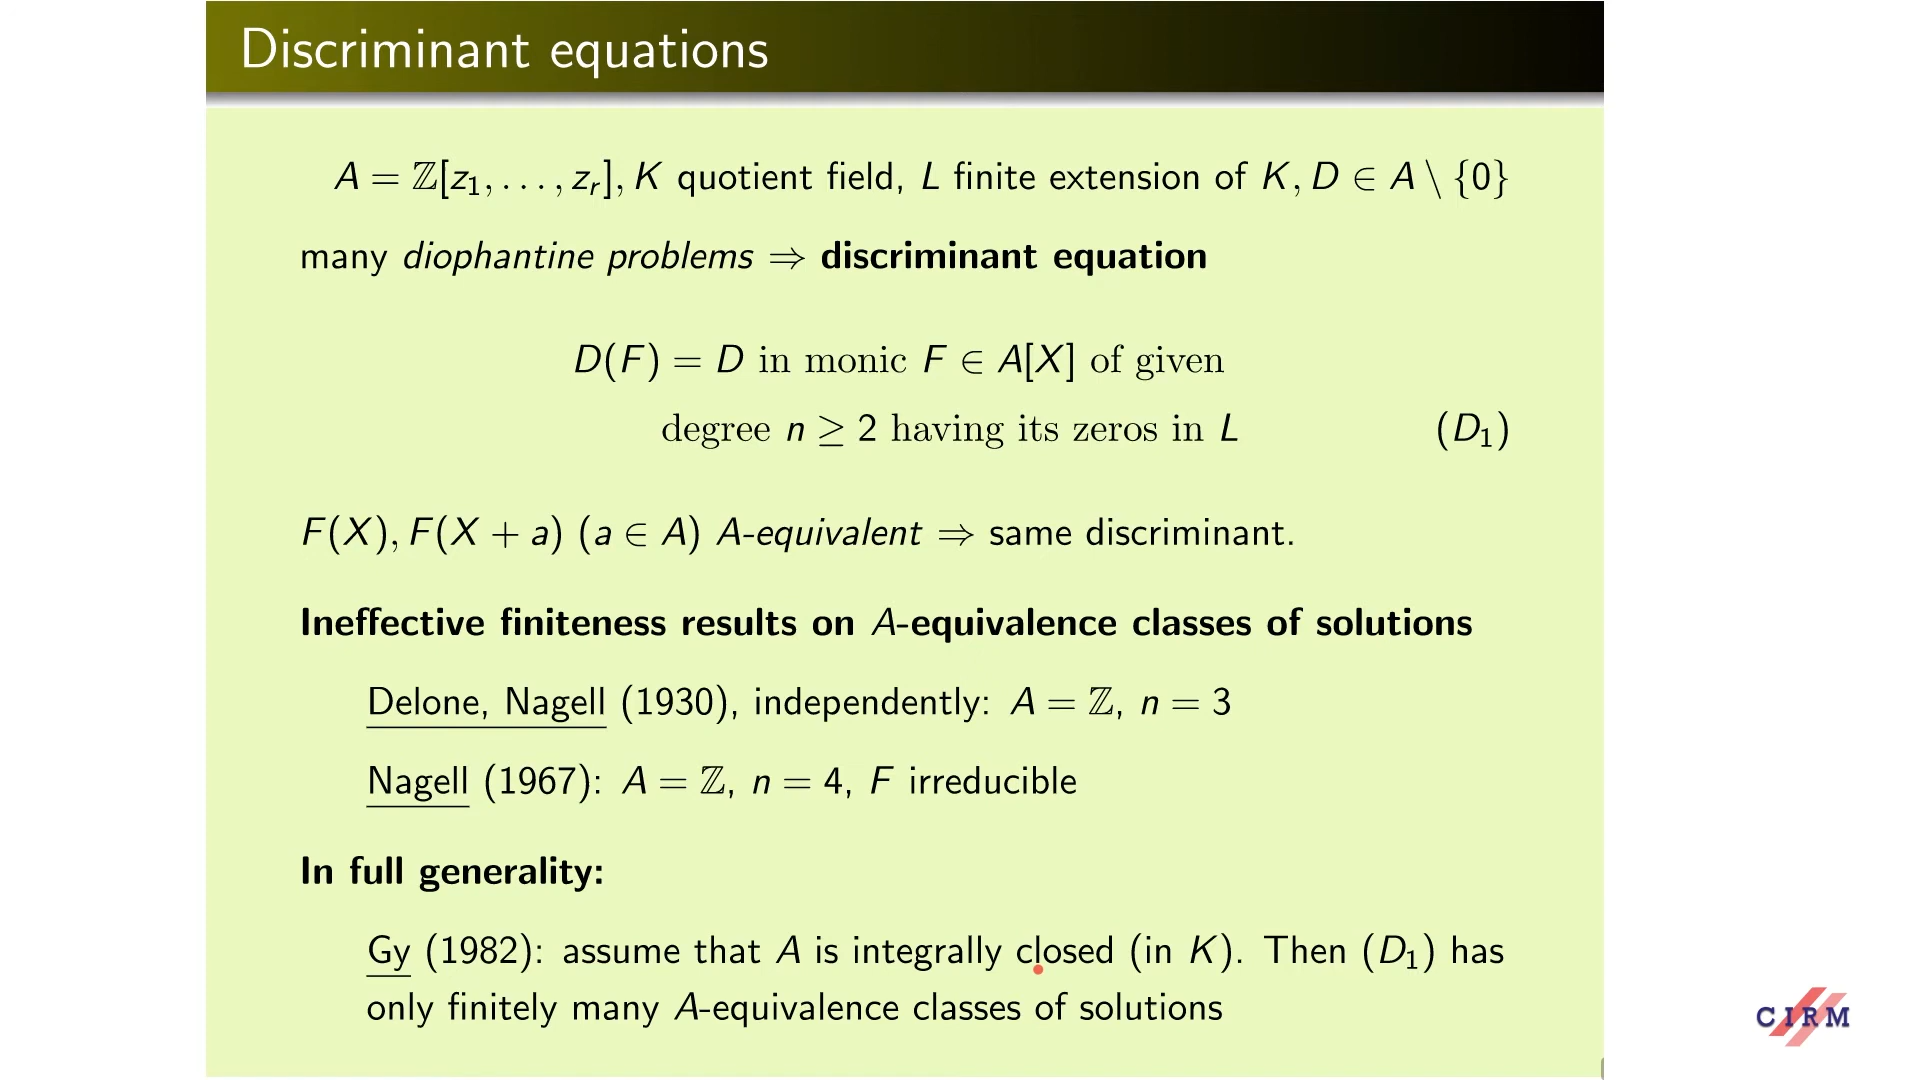 Discriminant equations
A = ℤ[z₁, . . . , zᵣ], K quotient field, L finite extension of K, D ∈ A \ {0}
many diophantine problems ⇒ discriminant equation
D(F) = D in monic F ∈ A[X] of given
degree n ≥ 2 having its zeros in L (D₁)
F(X), F(X + a) (a ∈ A) A-equivalent ⇒ same discriminant.
Ineffective finiteness results on A-equivalence classes of solutions
Delone, Nagell (1930), independently: A = ℤ, n = 3
Nagell (1967): A = ℤ, n = 4, F irreducible
In full generality:
Gy (1982): assume that A is integrally closed (in K). Then (D₁) has
only finitely many A-equivalence classes of solutions
CIRM